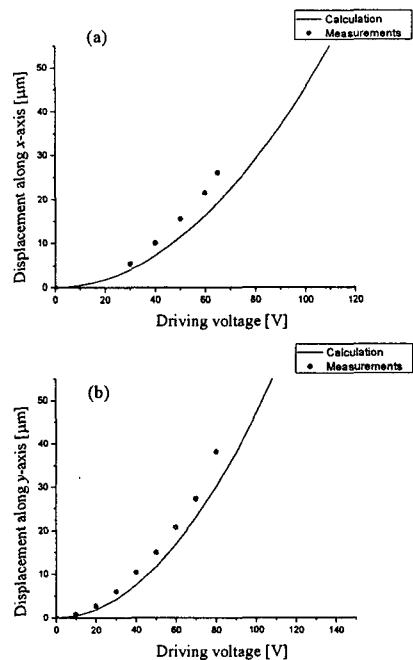 Calculation
Measurements
(a)
Displacement along x-axis [µm]
50
40
30
20
10
0
0 20 40 60 80 100 120
Driving voltage [V]
Calculation
Measurements
(b)
Displacement along y-axis [µm]
50
40
30
20
10
0
0 20 40 60 80 100 120 140
Driving voltage [V]